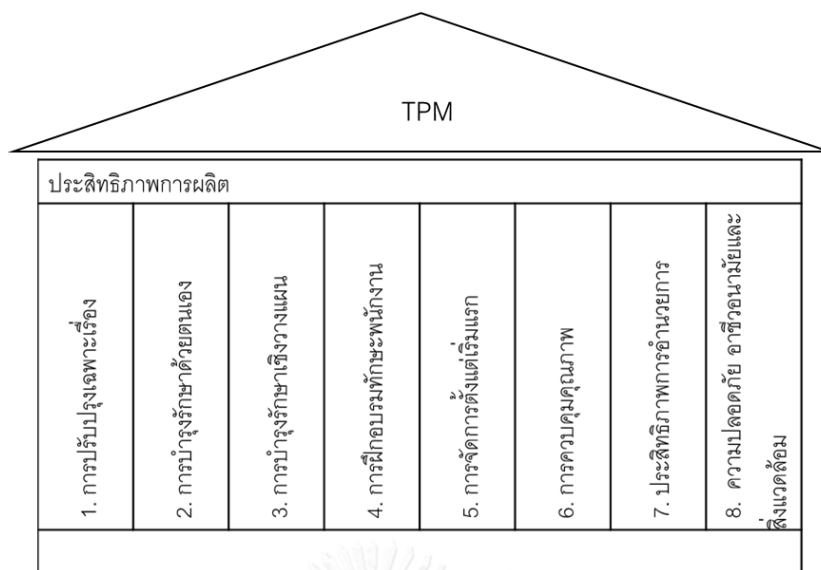 TPM
ประสิทธิภาพการผลิต
1. การปรับปรุงเฉพาะเรื่อง
2. การบำรุงรักษาด้วยตนเอง
3. การบำรุงรักษาเชิงวางแผน
4. การฝึกอบรมทักษะพนักงาน
5. การจัดการตั้งแต่เริ่มแรก
6. การควบคุมคุณภาพ
7. ประสิทธิภาพการอำนวยการ
8. ความปลอดภัย อาชีวอนามัยและ
สิ่งแวดล้อม